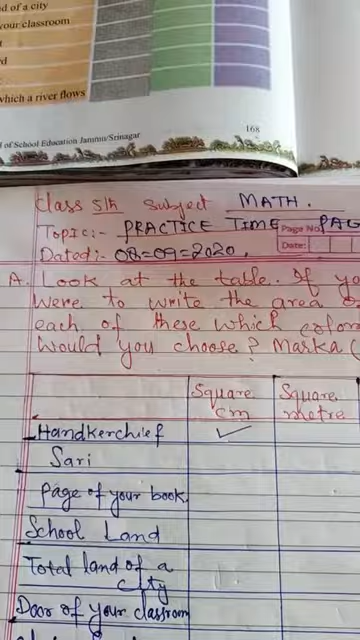 d of a city
your classroom
which a river flows
of School Education Jammu/Srinagar
168
Class 5th Subject MATH.
Topic:- PRACTICE TIME PAG
Page No.
Dated:- 08=09=2020.
Date:
A. Look at the table. If yo
were to write the area o
each of these which colom
would you choose? Mark a (
Square cm
Square metre
Handkerchief ✓
Sari
Page of your book.
School Land
Total land of a
city
Door of your classroom